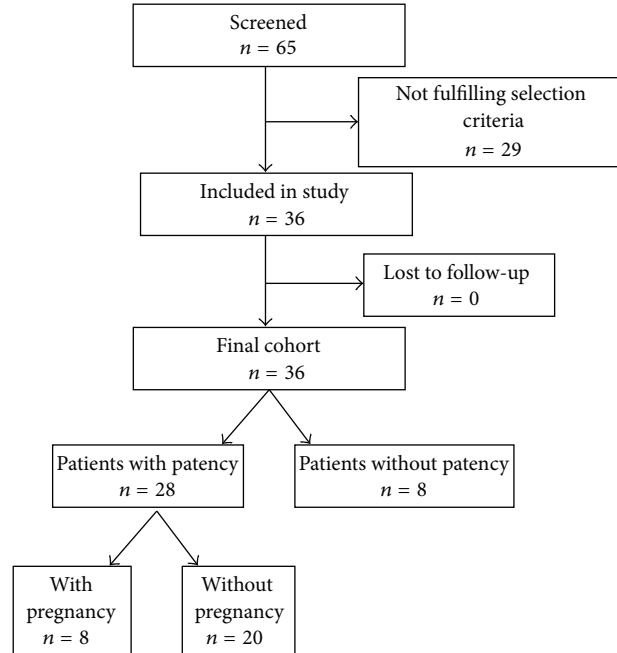 Screened
n = 65
Not fulfilling selection
criteria
n = 29
Included in study
n = 36
Lost to follow-up
n = 0
Final cohort
n = 36
Patients with patency
n = 28
Patients without patency
n = 8
With
pregnancy
n = 8
Without
pregnancy
n = 20